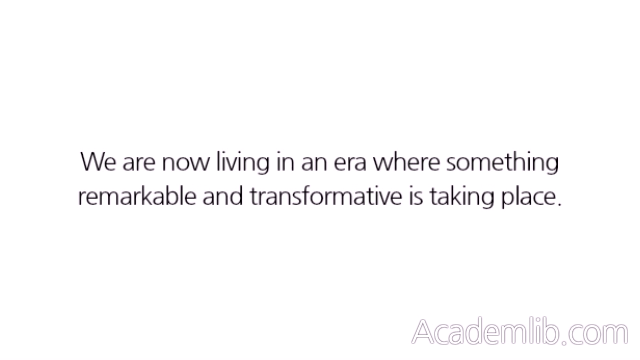 We are now living in an era where something
remarkable and transformative is taking place.
Academlib.com